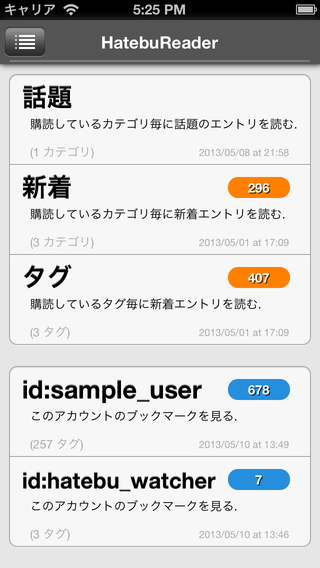 キャリア 5:25 PM
HatebuReader
話題
購読しているカテゴリ毎に話題のエントリを読む.
(1 カテゴリ) 2013/05/08 at 21:58
新着 296
購読しているカテゴリ毎に新着エントリを読む.
(3 カテゴリ) 2013/05/01 at 17:09
タグ 407
購読しているタグ毎に新着エントリを読む.
(3 タグ) 2013/05/01 at 17:09
id:sample_user 678
このアカウントのブックマークを見る.
(257 タグ) 2013/05/10 at 13:49
id:hatebu_watcher 7
このアカウントのブックマークを見る.
(3 タグ) 2013/05/10 at 13:46